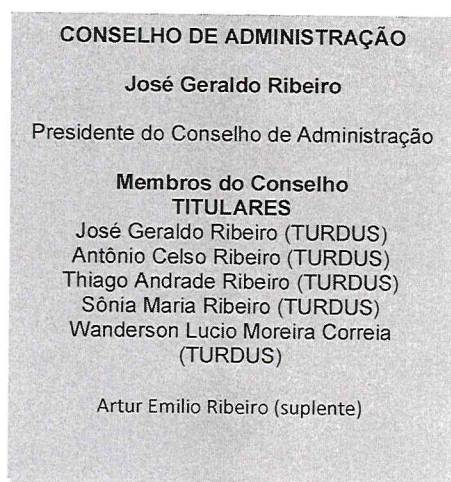 CONSELHO DE ADMINISTRAÇÃO
José Geraldo Ribeiro
Presidente do Conselho de Administração
Membros do Conselho
TITULARES
José Geraldo Ribeiro (TURDUS)
Antônio Celso Ribeiro (TURDUS)
Thiago Andrade Ribeiro (TURDUS)
Sônia Maria Ribeiro (TURDUS)
Wanderson Lucio Moreira Correia
(TURDUS)
Artur Emilio Ribeiro (suplente)